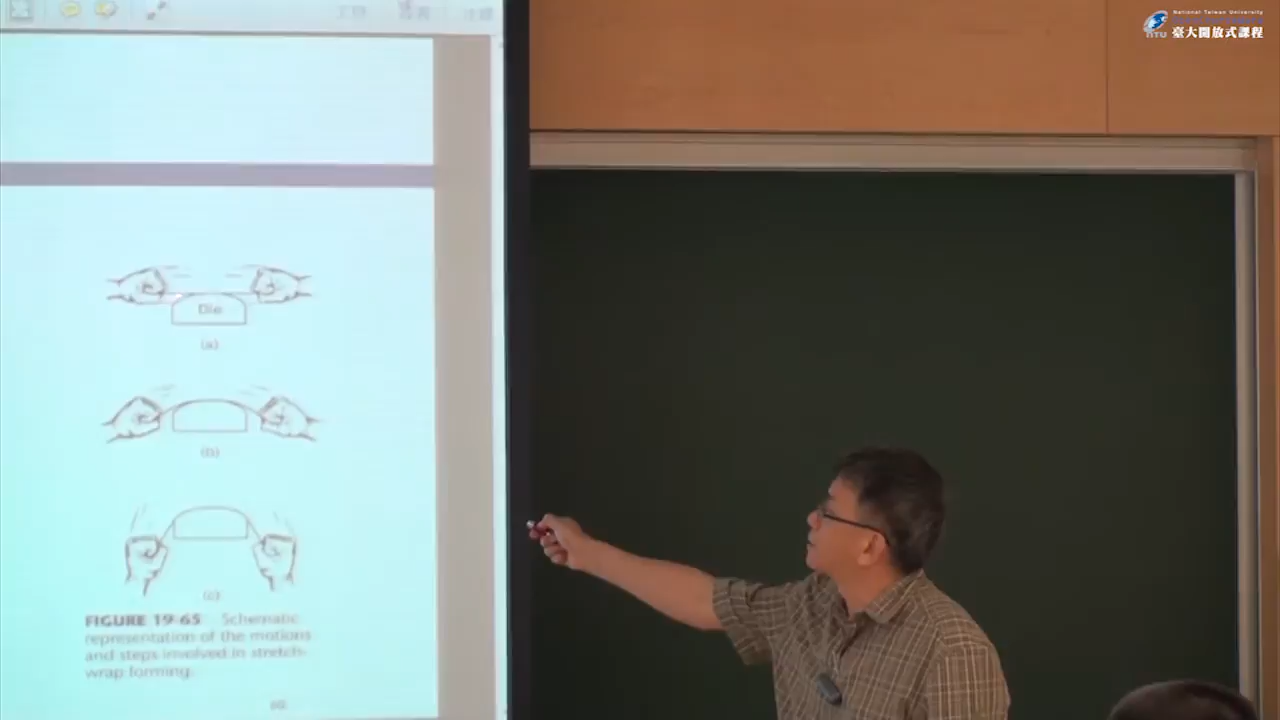 National Taiwan University
NTU 臺大開放式課程
Die
(a)
(b)
(c)
FIGURE 19-65 Schematic
representation of the motions
and steps involved in stretch-
wrap forming.